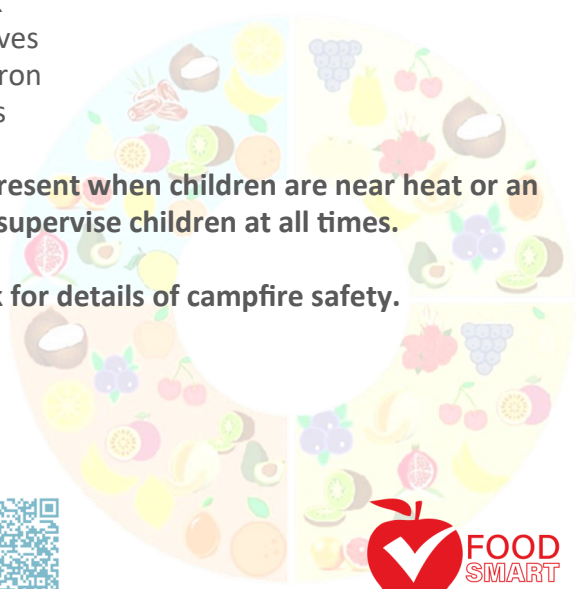 ves
ron
s
resent when children are near heat or an
supervise children at all times.
k for details of campfire safety.
FOOD
SMART